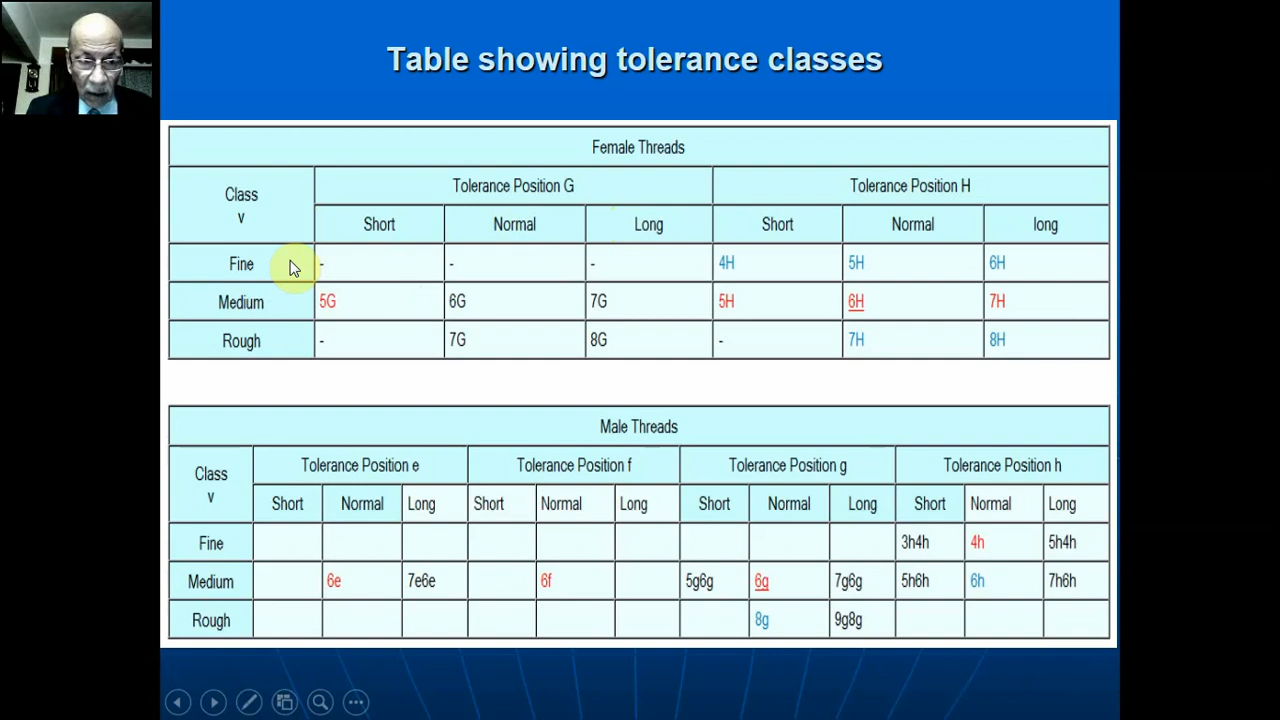 Table showing tolerance classes
Female Threads
Class
v
Tolerance Position G
Tolerance Position H
Short
Normal
Long
Short
Normal
long
Fine - - - 4H 5H 6H
Medium 5G 6G 7G 5H 6H 7H
Rough - 7G 8G - 7H 8H
Male Threads
Class
v
Tolerance Position e
Tolerance Position f
Tolerance Position g
Tolerance Position h
Short Normal Long Short Normal Long Short Normal Long Short Normal Long
Fine 3h4h 4h 5h4h
Medium 6e 7e6e 6f 5g6g 6g 7g6g 5h6h 6h 7h6h
Rough 8g 9g8g